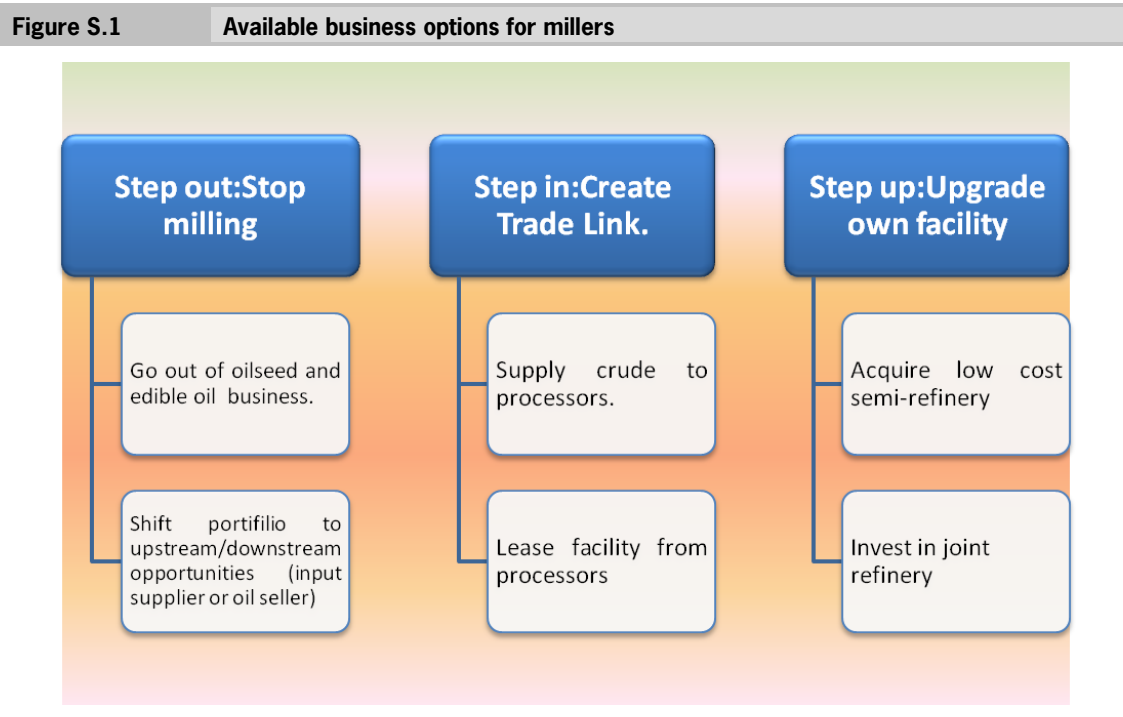 Figure S.1 Available business options for millers
Step out:Stop
milling
Go out of oilseed and
edible oil business.
Shift portifilio to
upstream/downstream
opportunities (input
supplier or oil seller)
Step in:Create
Trade Link.
Supply crude to
processors.
Lease facility from
processors
Step up:Upgrade
own facility
Acquire low cost
semi-refinery
Invest in joint
refinery